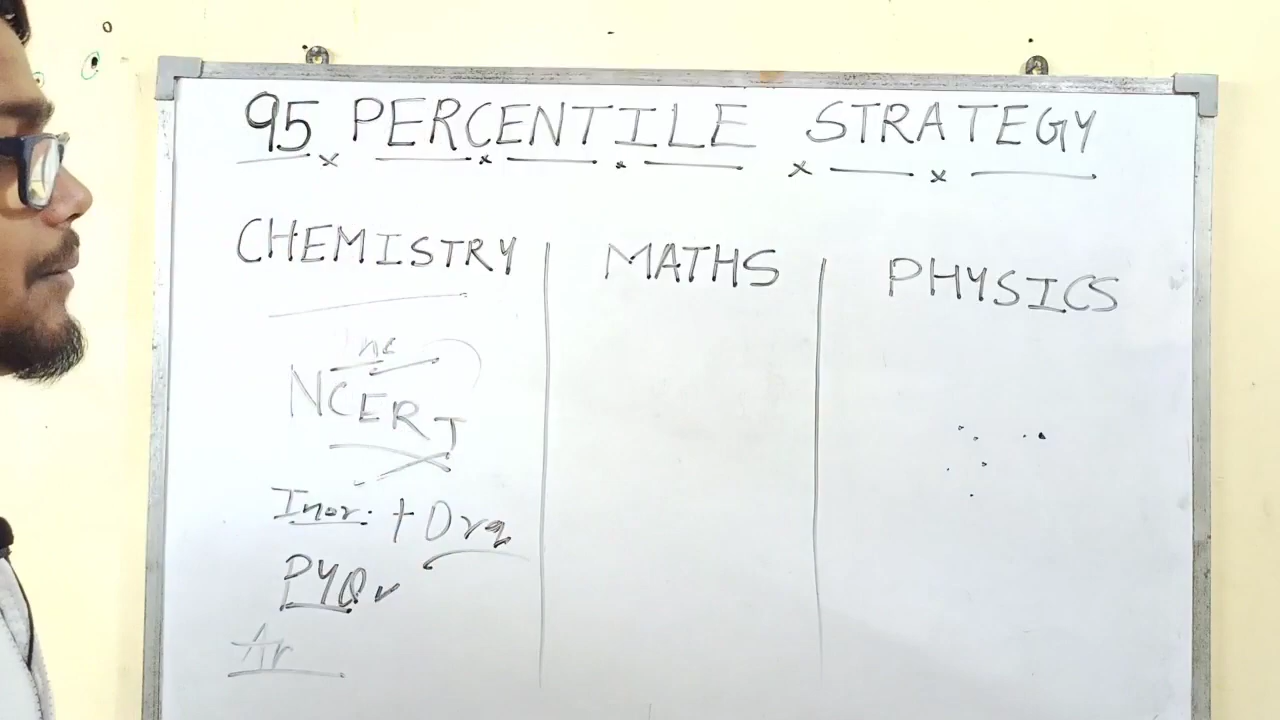 95 PERCENTILE STRATEGY
CHEMISTRY MATHS PHYSICS
NCERT
Inor. + Org
PYQ